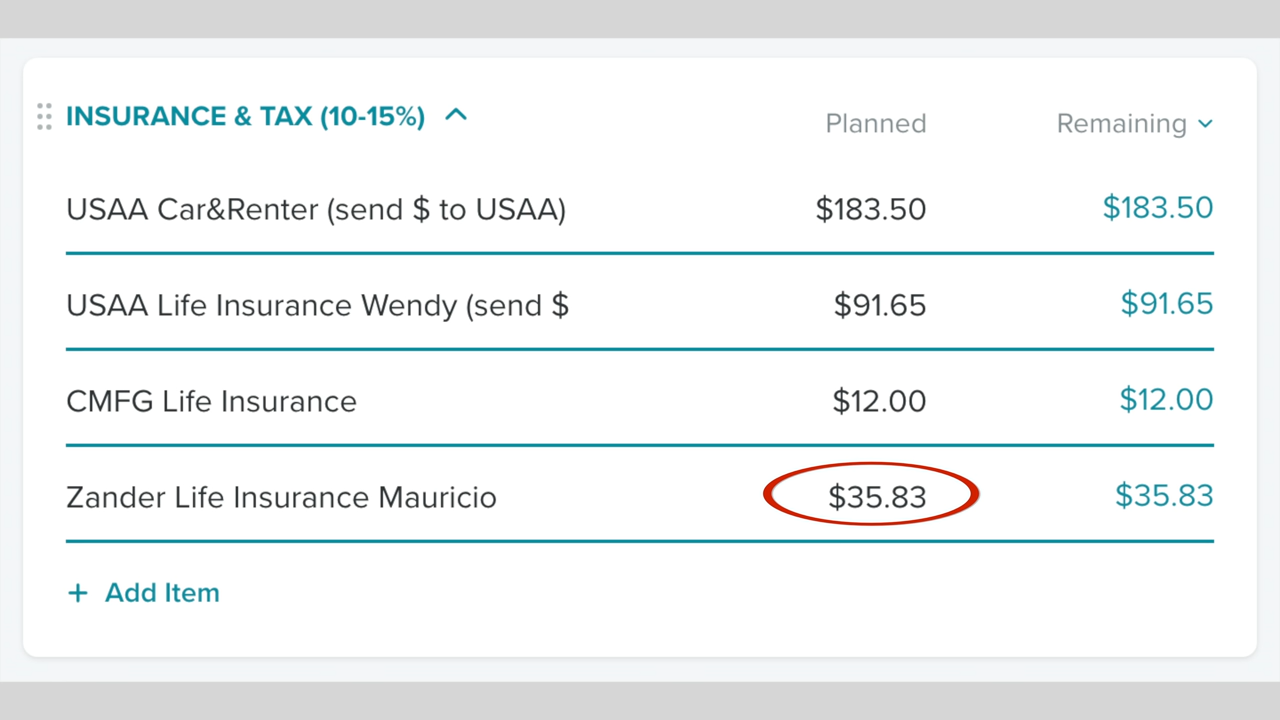 INSURANCE & TAX (10-15%) Planned Remaining
USAA Car&Renter (send $ to USAA) $183.50 $183.50
USAA Life Insurance Wendy (send $ $91.65 $91.65
CMFG Life Insurance $12.00 $12.00
Zander Life Insurance Mauricio $35.83 $35.83
+ Add Item